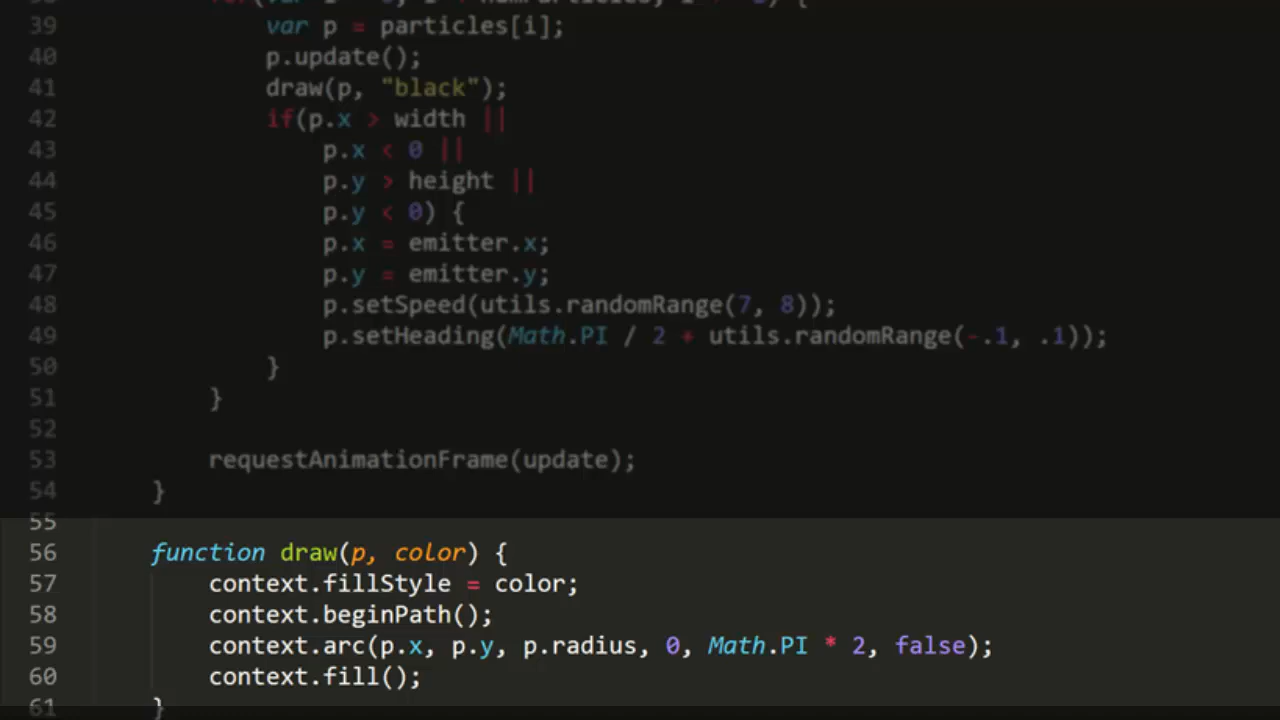 39 var p = particles[i];
40 p.update();
41 draw(p, "black");
42 if(p.x > width ||
43 p.x < 0 ||
44 p.y > height ||
45 p.y < 0) {
46 p.x = emitter.x;
47 p.y = emitter.y;
48 p.setSpeed(utils.randomRange(7, 8));
49 p.setHeading(Math.PI / 2 + utils.randomRange(-.1, .1));
50 }
51 }
52
53 requestAnimationFrame(update);
54 }
55
56 function draw(p, color) {
57 context.fillStyle = color;
58 context.beginPath();
59 context.arc(p.x, p.y, p.radius, 0, Math.PI * 2, false);
60 context.fill();
61 }